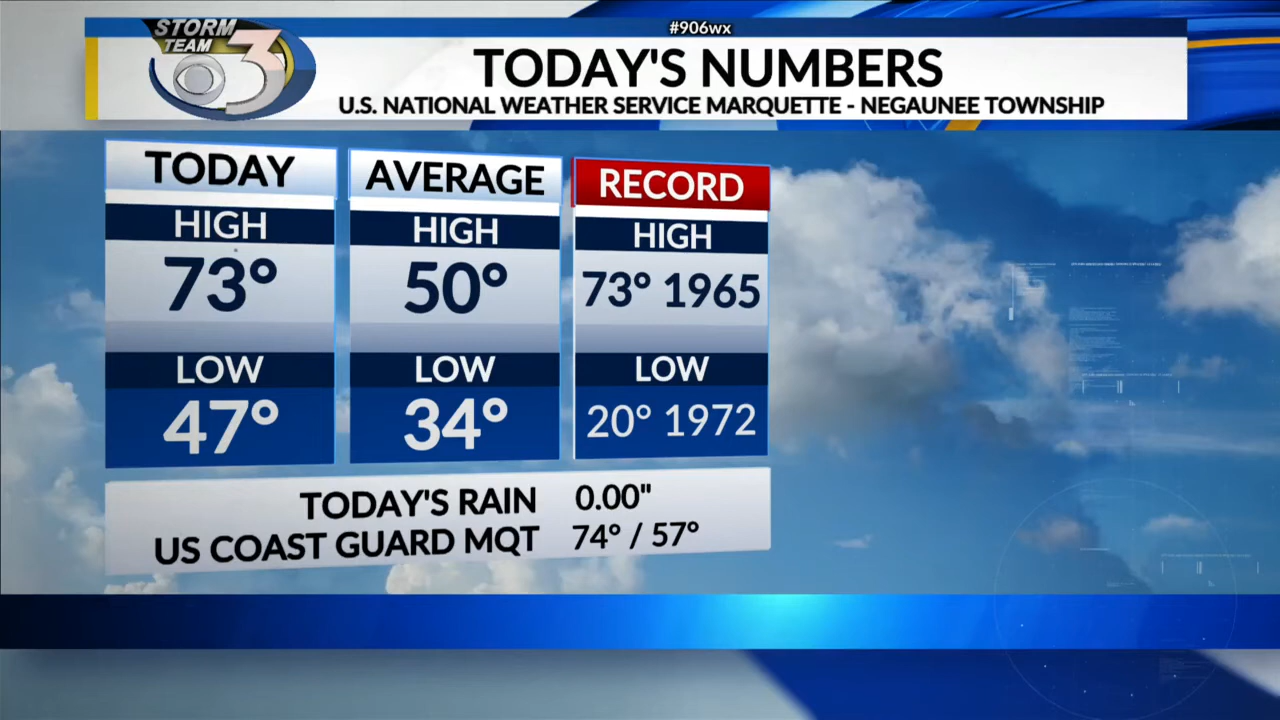 #906wx
STORM
TEAM
3
TODAY'S NUMBERS
U.S. NATIONAL WEATHER SERVICE MARQUETTE - NEGAUNEE TOWNSHIP
TODAY
HIGH
73°
LOW
47°
AVERAGE
HIGH
50°
LOW
34°
RECORD
HIGH
73° 1965
LOW
20° 1972
TODAY'S RAIN 0.00"
US COAST GUARD MQT 74° / 57°